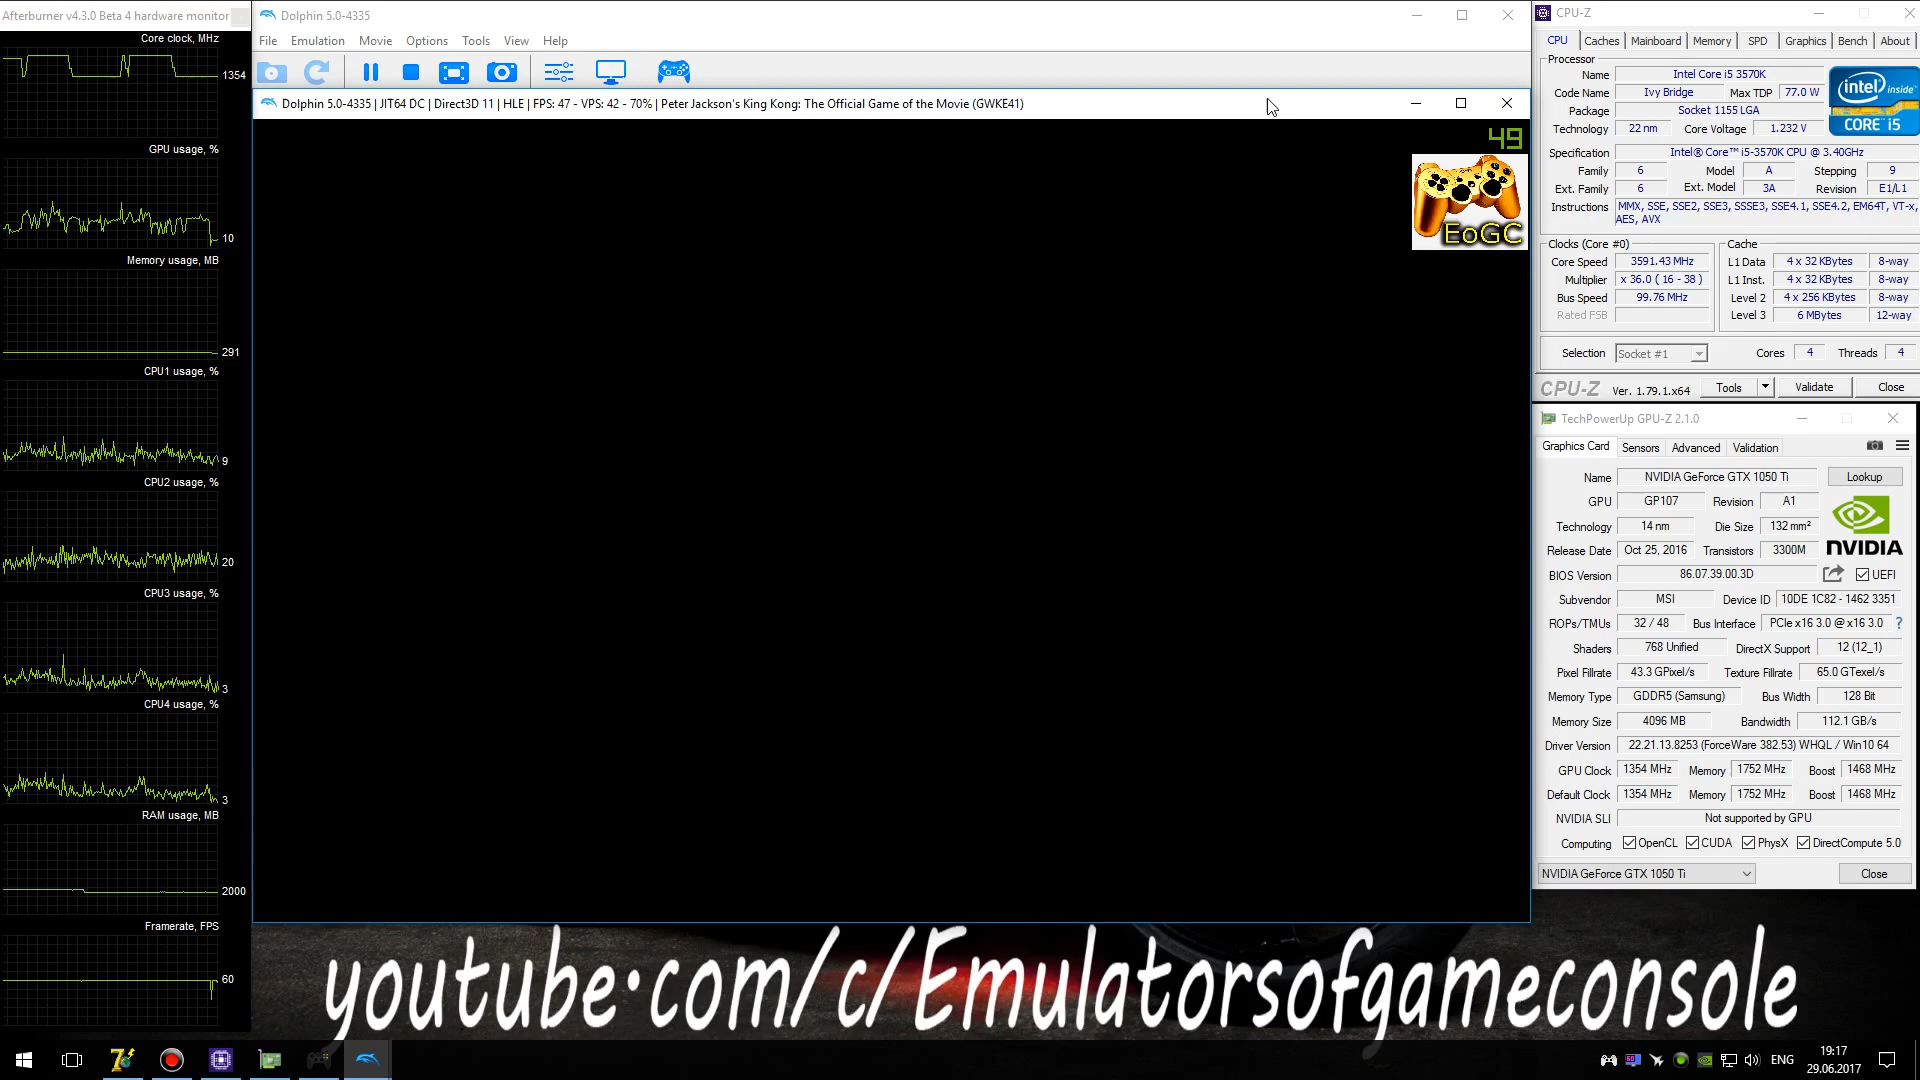 Afterburner v4.3.0 Beta 4 hardware monitor
Core clock, MHz
1354
GPU usage, %
10
Memory usage, MB
291
CPU1 usage, %
9
CPU2 usage, %
20
CPU3 usage, %
3
CPU4 usage, %
3
RAM usage, MB
2000
Framerate, FPS
60
Dolphin 5.0-4335
File Emulation Movie Options Tools View Help
Dolphin 5.0-4335 | JIT64 DC | Direct3D 11 | HLE | FPS: 47 - VPS: 42 - 70% | Peter Jackson's King Kong: The Official Game of the Movie (GWKE41)
49
EoGC
CPU-Z
CPU Caches Mainboard Memory SPD Graphics Bench About
Processor
Name Intel Core i5 3570K
Code Name Ivy Bridge Max TDP 77.0 W
Package Socket 1155 LGA
Technology 22 nm Core Voltage 1.232 V
intel inside™
CORE i5
Specification Intel® Core™ i5-3570K CPU @ 3.40GHz
Family 6 Model A Stepping 9
Ext. Family 6 Ext. Model 3A Revision E1/L1
Instructions MMX, SSE, SSE2, SSE3, SSSE3, SSE4.1, SSE4.2, EM64T, VT-x,
AES, AVX
Clocks (Core #0) Cache
Core Speed 3591.43 MHz L1 Data 4 x 32 KBytes 8-way
Multiplier x 36.0 ( 16 - 38 ) L1 Inst. 4 x 32 KBytes 8-way
Bus Speed 99.76 MHz Level 2 4 x 256 KBytes 8-way
Rated FSB Level 3 6 MBytes 12-way
Selection Socket #1 Cores 4 Threads 4
CPU-Z Ver. 1.79.1.x64 Tools Validate Close
TechPowerUp GPU-Z 2.1.0
Graphics Card Sensors Advanced Validation
Name NVIDIA GeForce GTX 1050 Ti Lookup
GPU GP107 Revision A1
Technology 14 nm Die Size 132 mm²
Release Date Oct 25, 2016 Transistors 3300M
NVIDIA
BIOS Version 86.07.39.00.3D UEFI
Subvendor MSI Device ID 10DE 1C82 - 1462 3351
ROPs/TMUs 32 / 48 Bus Interface PCIe x16 3.0 @ x16 3.0 ?
Shaders 768 Unified DirectX Support 12 (12_1)
Pixel Fillrate 43.3 GPixel/s Texture Fillrate 65.0 GTexel/s
Memory Type GDDR5 (Samsung) Bus Width 128 Bit
Memory Size 4096 MB Bandwidth 112.1 GB/s
Driver Version 22.21.13.8253 (ForceWare 382.53) WHQL / Win10 64
GPU Clock 1354 MHz Memory 1752 MHz Boost 1468 MHz
Default Clock 1354 MHz Memory 1752 MHz Boost 1468 MHz
NVIDIA SLI Not supported by GPU
Computing OpenCL CUDA PhysX DirectCompute 5.0
NVIDIA GeForce GTX 1050 Ti Close
youtube.com/c/Emulatorsofgameconsole
60
ENG
19:17
29.06.2017